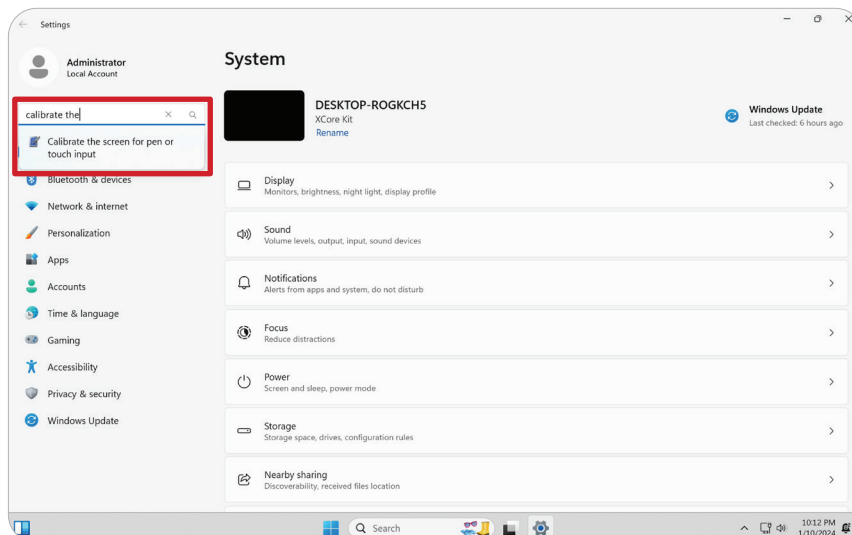 Settings
Administrator
Local Account
calibrate the
Calibrate the screen for pen or
touch input
Bluetooth & devices
Network & internet
Personalization
Apps
Accounts
Time & language
Gaming
Accessibility
Privacy & security
Windows Update
System
DESKTOP-ROGKCH5
XCore Kit
Rename
Windows Update
Last checked: 6 hours ago
Display
Monitors, brightness, night light, display profile
Sound
Volume levels, output, input, sound devices
Notifications
Alerts from apps and system, do not disturb
Focus
Reduce distractions
Power
Screen and sleep, power mode
Storage
Storage space, drives, configuration rules
Nearby sharing
Discoverability, received files location
Search
10:12 PM
1/10/2024